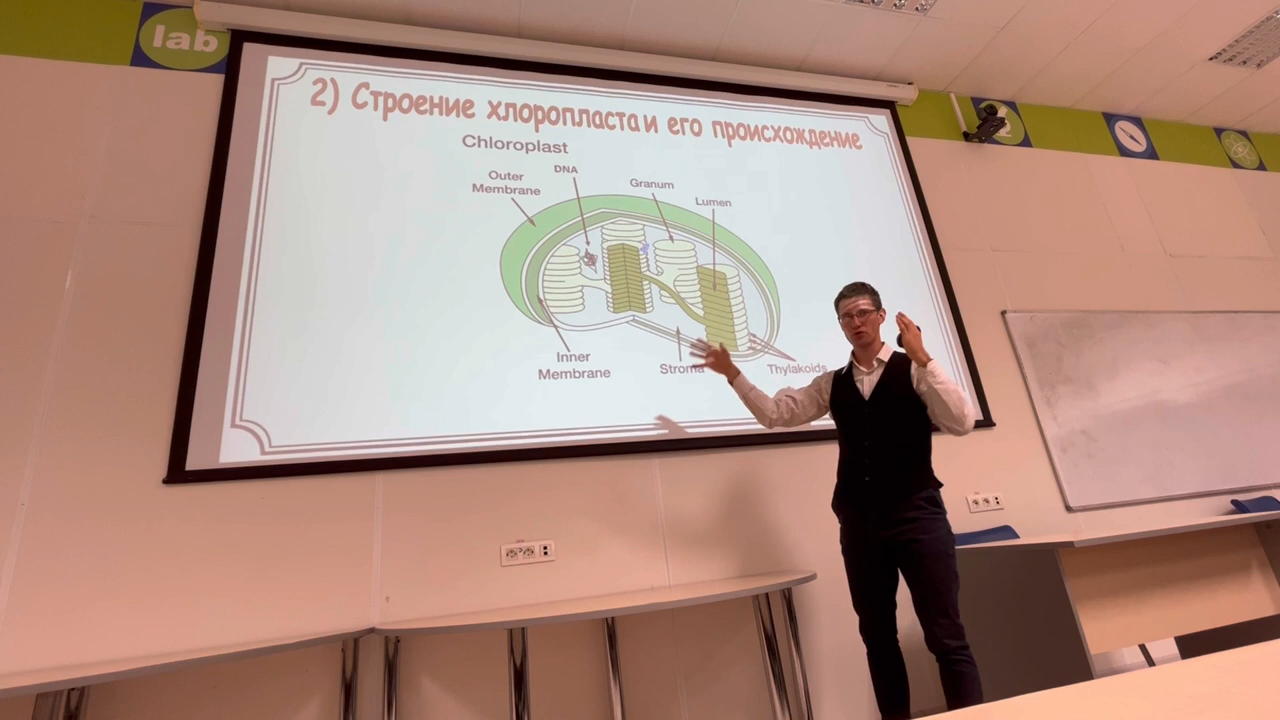 lab
2) Строение хлоропласта и его происхождение
Chloroplast
DNA
Outer
Membrane
Granum
Lumen
Inner
Membrane
Stroma
Thylakoids